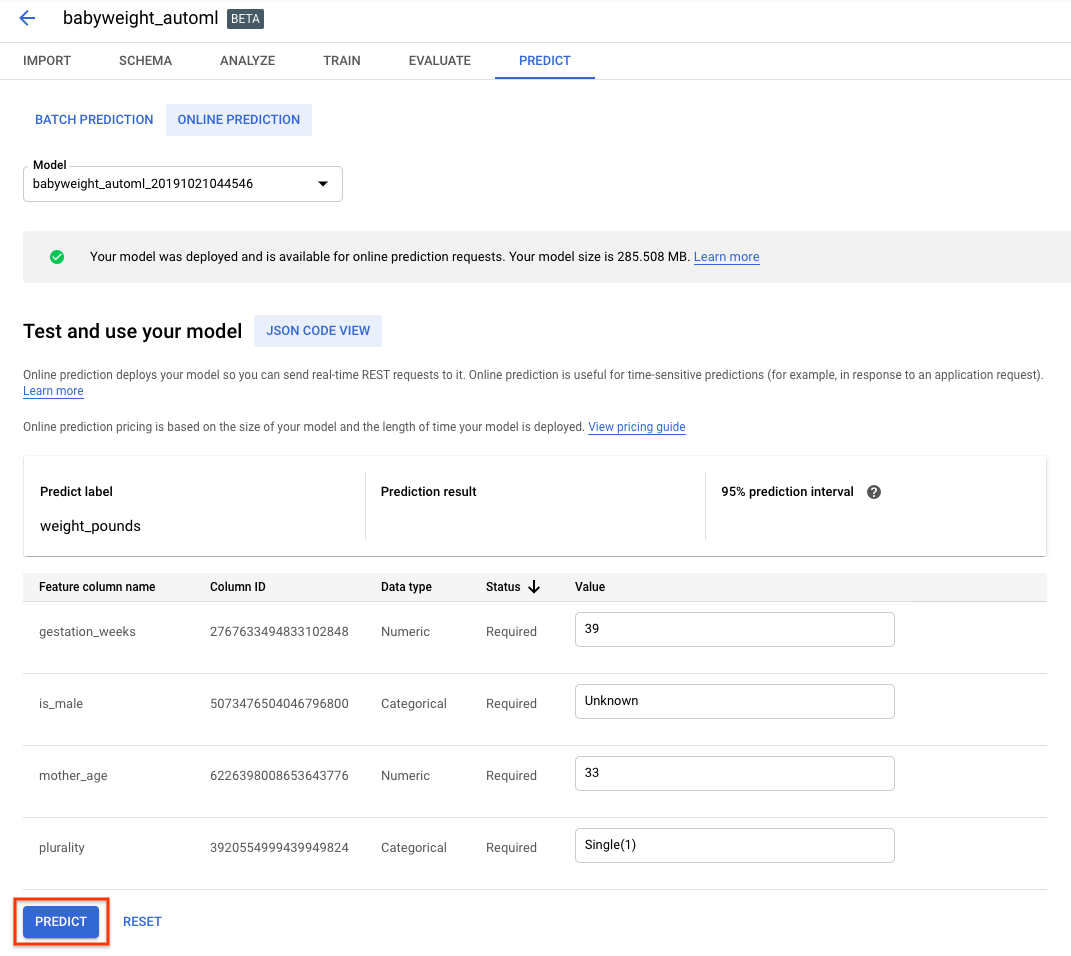 babyweight_automl BETA
IMPORT SCHEMA ANALYZE TRAIN EVALUATE PREDICT
BATCH PREDICTION ONLINE PREDICTION
Model
babyweight_automl_20191021044546
Your model was deployed and is available for online prediction requests. Your model size is 285.508 MB. Learn more
Test and use your model JSON CODE VIEW
Online prediction deploys your model so you can send real-time REST requests to it. Online prediction is useful for time-sensitive predictions (for example, in response to an application request).
Learn more
Online prediction pricing is based on the size of your model and the length of time your model is deployed. View pricing guide
Predict label Prediction result 95% prediction interval ?
weight_pounds
Feature column name Column ID Data type Status Value
gestation_weeks 2767633494833102848 Numeric Required 39
is_male 5073476504046796800 Categorical Required Unknown
mother_age 6226398008653643776 Numeric Required 33
plurality 3920554999439949824 Categorical Required Single(1)
PREDICT RESET